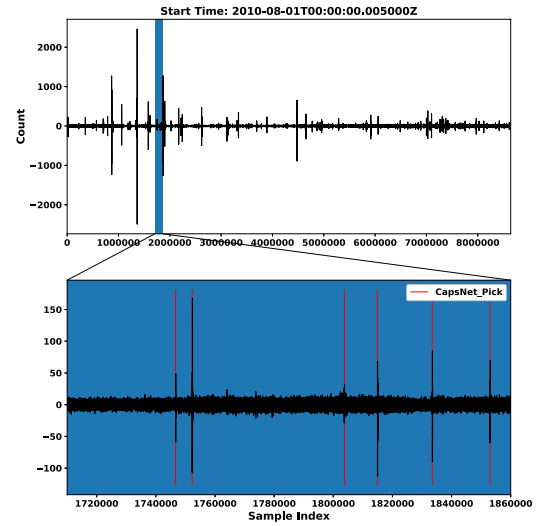 Start Time: 2010-08-01T00:00:00.005000Z
2000
1000
0
−1000
−2000
Count
0 1000000 2000000 3000000 4000000 5000000 6000000 7000000 8000000
CapsNet_Pick
150
100
50
0
−50
−100
1720000 1740000 1760000 1780000 1800000 1820000 1840000 1860000
Sample Index